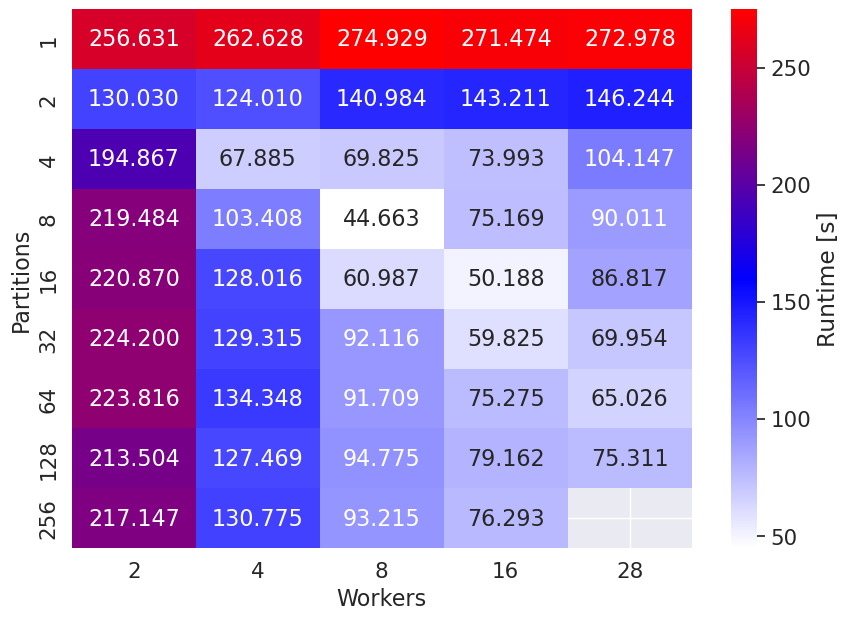 1 256.631 262.628 274.929 271.474 272.978
2 130.030 124.010 140.984 143.211 146.244
4 194.867 67.885 69.825 73.993 104.147
8 219.484 103.408 44.663 75.169 90.011
16 220.870 128.016 60.987 50.188 86.817
32 224.200 129.315 92.116 59.825 69.954
64 223.816 134.348 91.709 75.275 65.026
128 213.504 127.469 94.775 79.162 75.311
256 217.147 130.775 93.215 76.293
2 4 8 16 28
Workers
Partitions
250
200
150
100
50
Runtime [s]